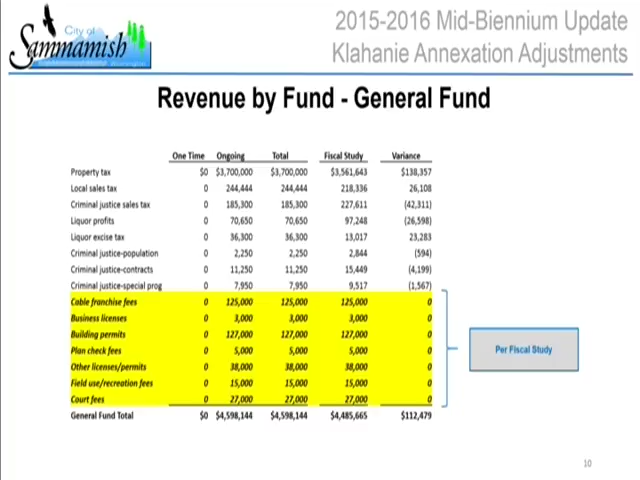 City of
Sammamish
2015-2016 Mid-Biennium Update
Klahanie Annexation Adjustments
Revenue by Fund - General Fund
One Time Ongoing Total Fiscal Study Variance
Property tax $0 $3,700,000 $3,700,000 $3,561,643 $138,357
Local sales tax 0 244,444 244,444 218,336 26,108
Criminal justice sales tax 0 185,300 185,300 227,611 (42,311)
Liquor profits 0 70,650 70,650 97,248 (26,598)
Liquor excise tax 0 36,300 36,300 13,017 23,283
Criminal justice-population 0 2,250 2,250 2,844 (594)
Criminal justice-contracts 0 11,250 11,250 15,449 (4,199)
Criminal justice-special prog 0 7,950 7,950 9,517 (1,567)
Cable franchise fees 0 125,000 125,000 125,000 0
Business licenses 0 3,000 3,000 3,000 0
Building permits 0 127,000 127,000 127,000 0
Plan check fees 0 5,000 5,000 5,000 0
Other licenses/permits 0 38,000 38,000 38,000 0
Field use/recreation fees 0 15,000 15,000 15,000 0
Court fees 0 27,000 27,000 27,000 0
General Fund Total $0 $4,598,144 $4,598,144 $4,485,665 $112,479
Per Fiscal Study
10